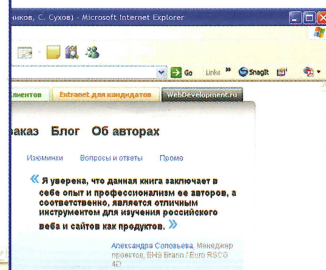 ников, С. Сухов) - Microsoft Internet Explorer
Go Links » SnagIt
лиентов Extranet для кандидатов WebDevelopment.ru
аказ Блог Об авторах
Изюминки Вопросы и ответы Промо
« Я уверена, что данная книга заключает в
себе опыт и профессионализм ее авторов, а
соответственно, является отличным
инструментом для изучения российского
веба и сайтов как продуктов. »
Александра Соловьева, Менеджер
проектов, BHS Brann / Euro RSCG
4D